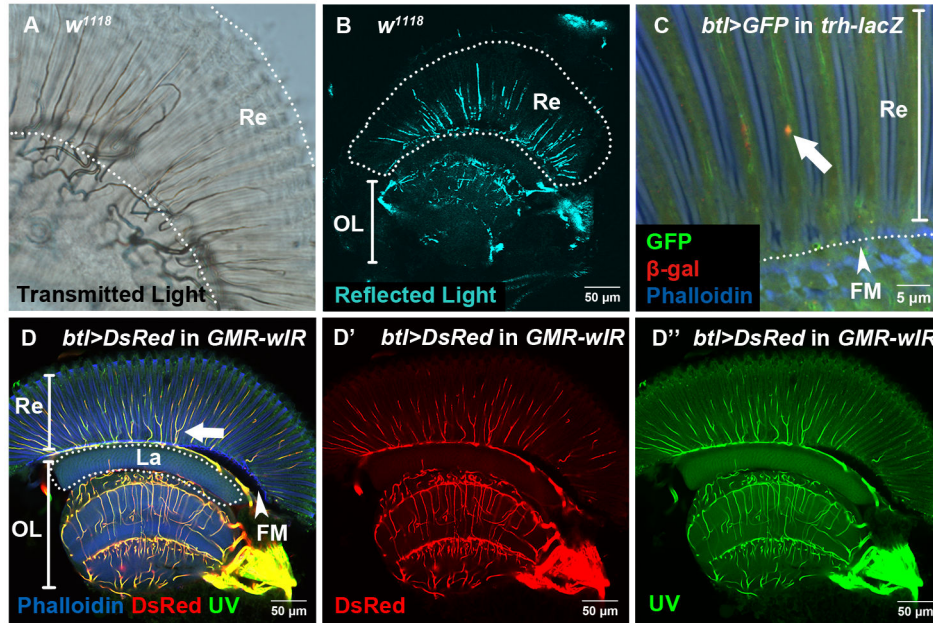 A w¹¹¹⁸
Re
Transmitted Light
B w¹¹¹⁸
Re
OL
Reflected Light
50 µm
C btl>GFP in trh-lacZ
Re
GFP
β-gal
Phalloidin
FM
5 µm
D btl>DsRed in GMR-wIR
Re
La
OL
FM
Phalloidin DsRed UV
50 µm
D' btl>DsRed in GMR-wIR
DsRed
50 µm
D'' btl>DsRed in GMR-wIR
UV
50 µm